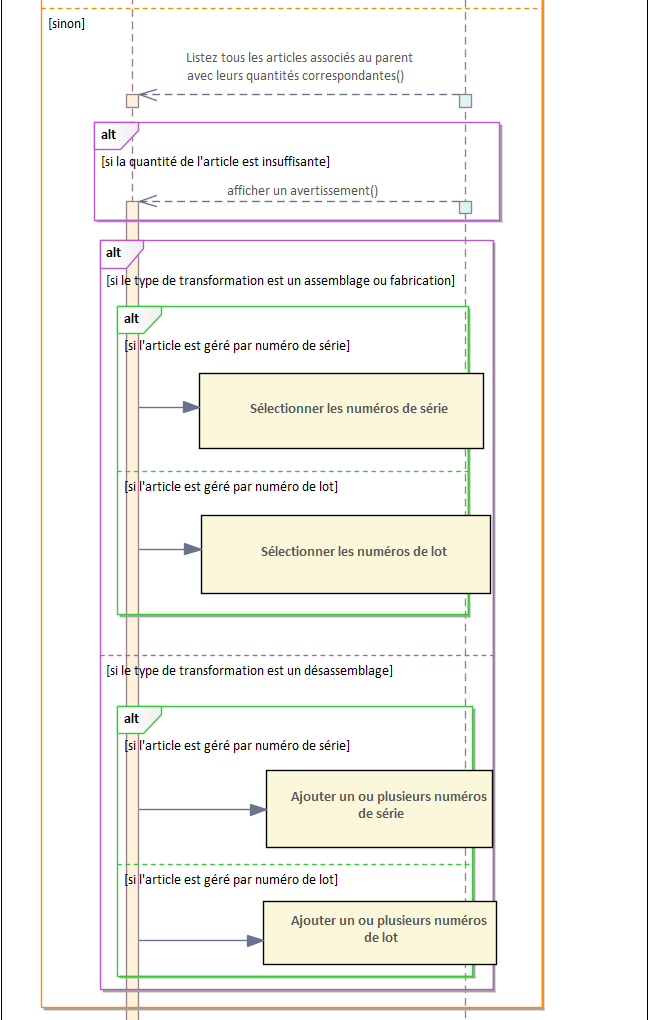 [sinon]
Listez tous les articles associés au parent
avec leurs quantités correspondantes()
alt
[si la quantité de l'article est insuffisante]
afficher un avertissement()
alt
[si le type de transformation est un assemblage ou fabrication]
alt
[si l'article est géré par numéro de série]
Sélectionner les numéros de série
[si l'article est géré par numéro de lot]
Sélectionner les numéros de lot
[si le type de transformation est un désassemblage]
alt
[si l'article est géré par numéro de série]
Ajouter un ou plusieurs numéros
de série
[si l'article est géré par numéro de lot]
Ajouter un ou plusieurs numéros
de lot